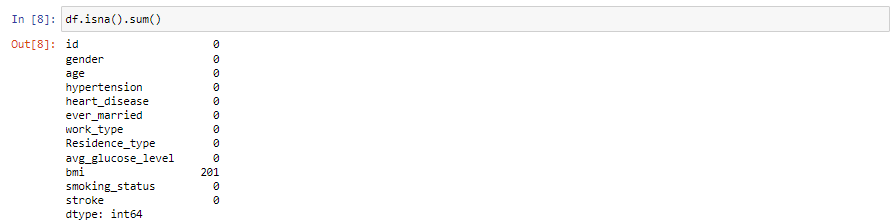 In [8]: df.isna().sum()
Out[8]: id 0
gender 0
age 0
hypertension 0
heart_disease 0
ever_married 0
work_type 0
Residence_type 0
avg_glucose_level 0
bmi 201
smoking_status 0
stroke 0
dtype: int64